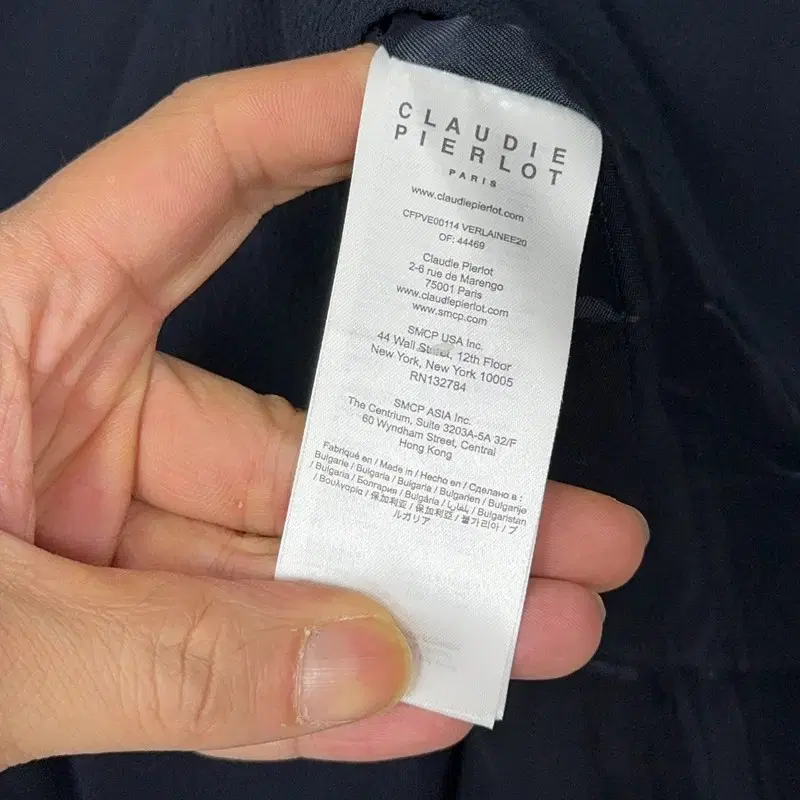 CLAUDIE
PIERLOT
PARIS
www.claudiepierlot.com
CFPVE00114 VERLAINEE20
OF: 44469
Claudie Pierlot
2-6 rue de Marengo
75001 Paris
www.claudiepierlot.com
www.smcp.com
SMCP USA Inc.
44 Wall Street, 12th Floor
New York, New York 10005
RN132784
SMCP ASIA Inc.
The Centrium, Suite 3203A-5A 32/F
60 Wyndham Street, Central
Hong Kong
Fabriqué en / Made in / Hecho en / Сделано в :
Bulgarie / Bulgaria / Bulgaria / Bulgarien / Bulgarije
/ Bulgaria / България / Bulgária / بلغاريا / Bulgaristan
/ Βουλγαρία / 保加利亚 / 保加利亞 / 불가리아 / ブ
ルガリア